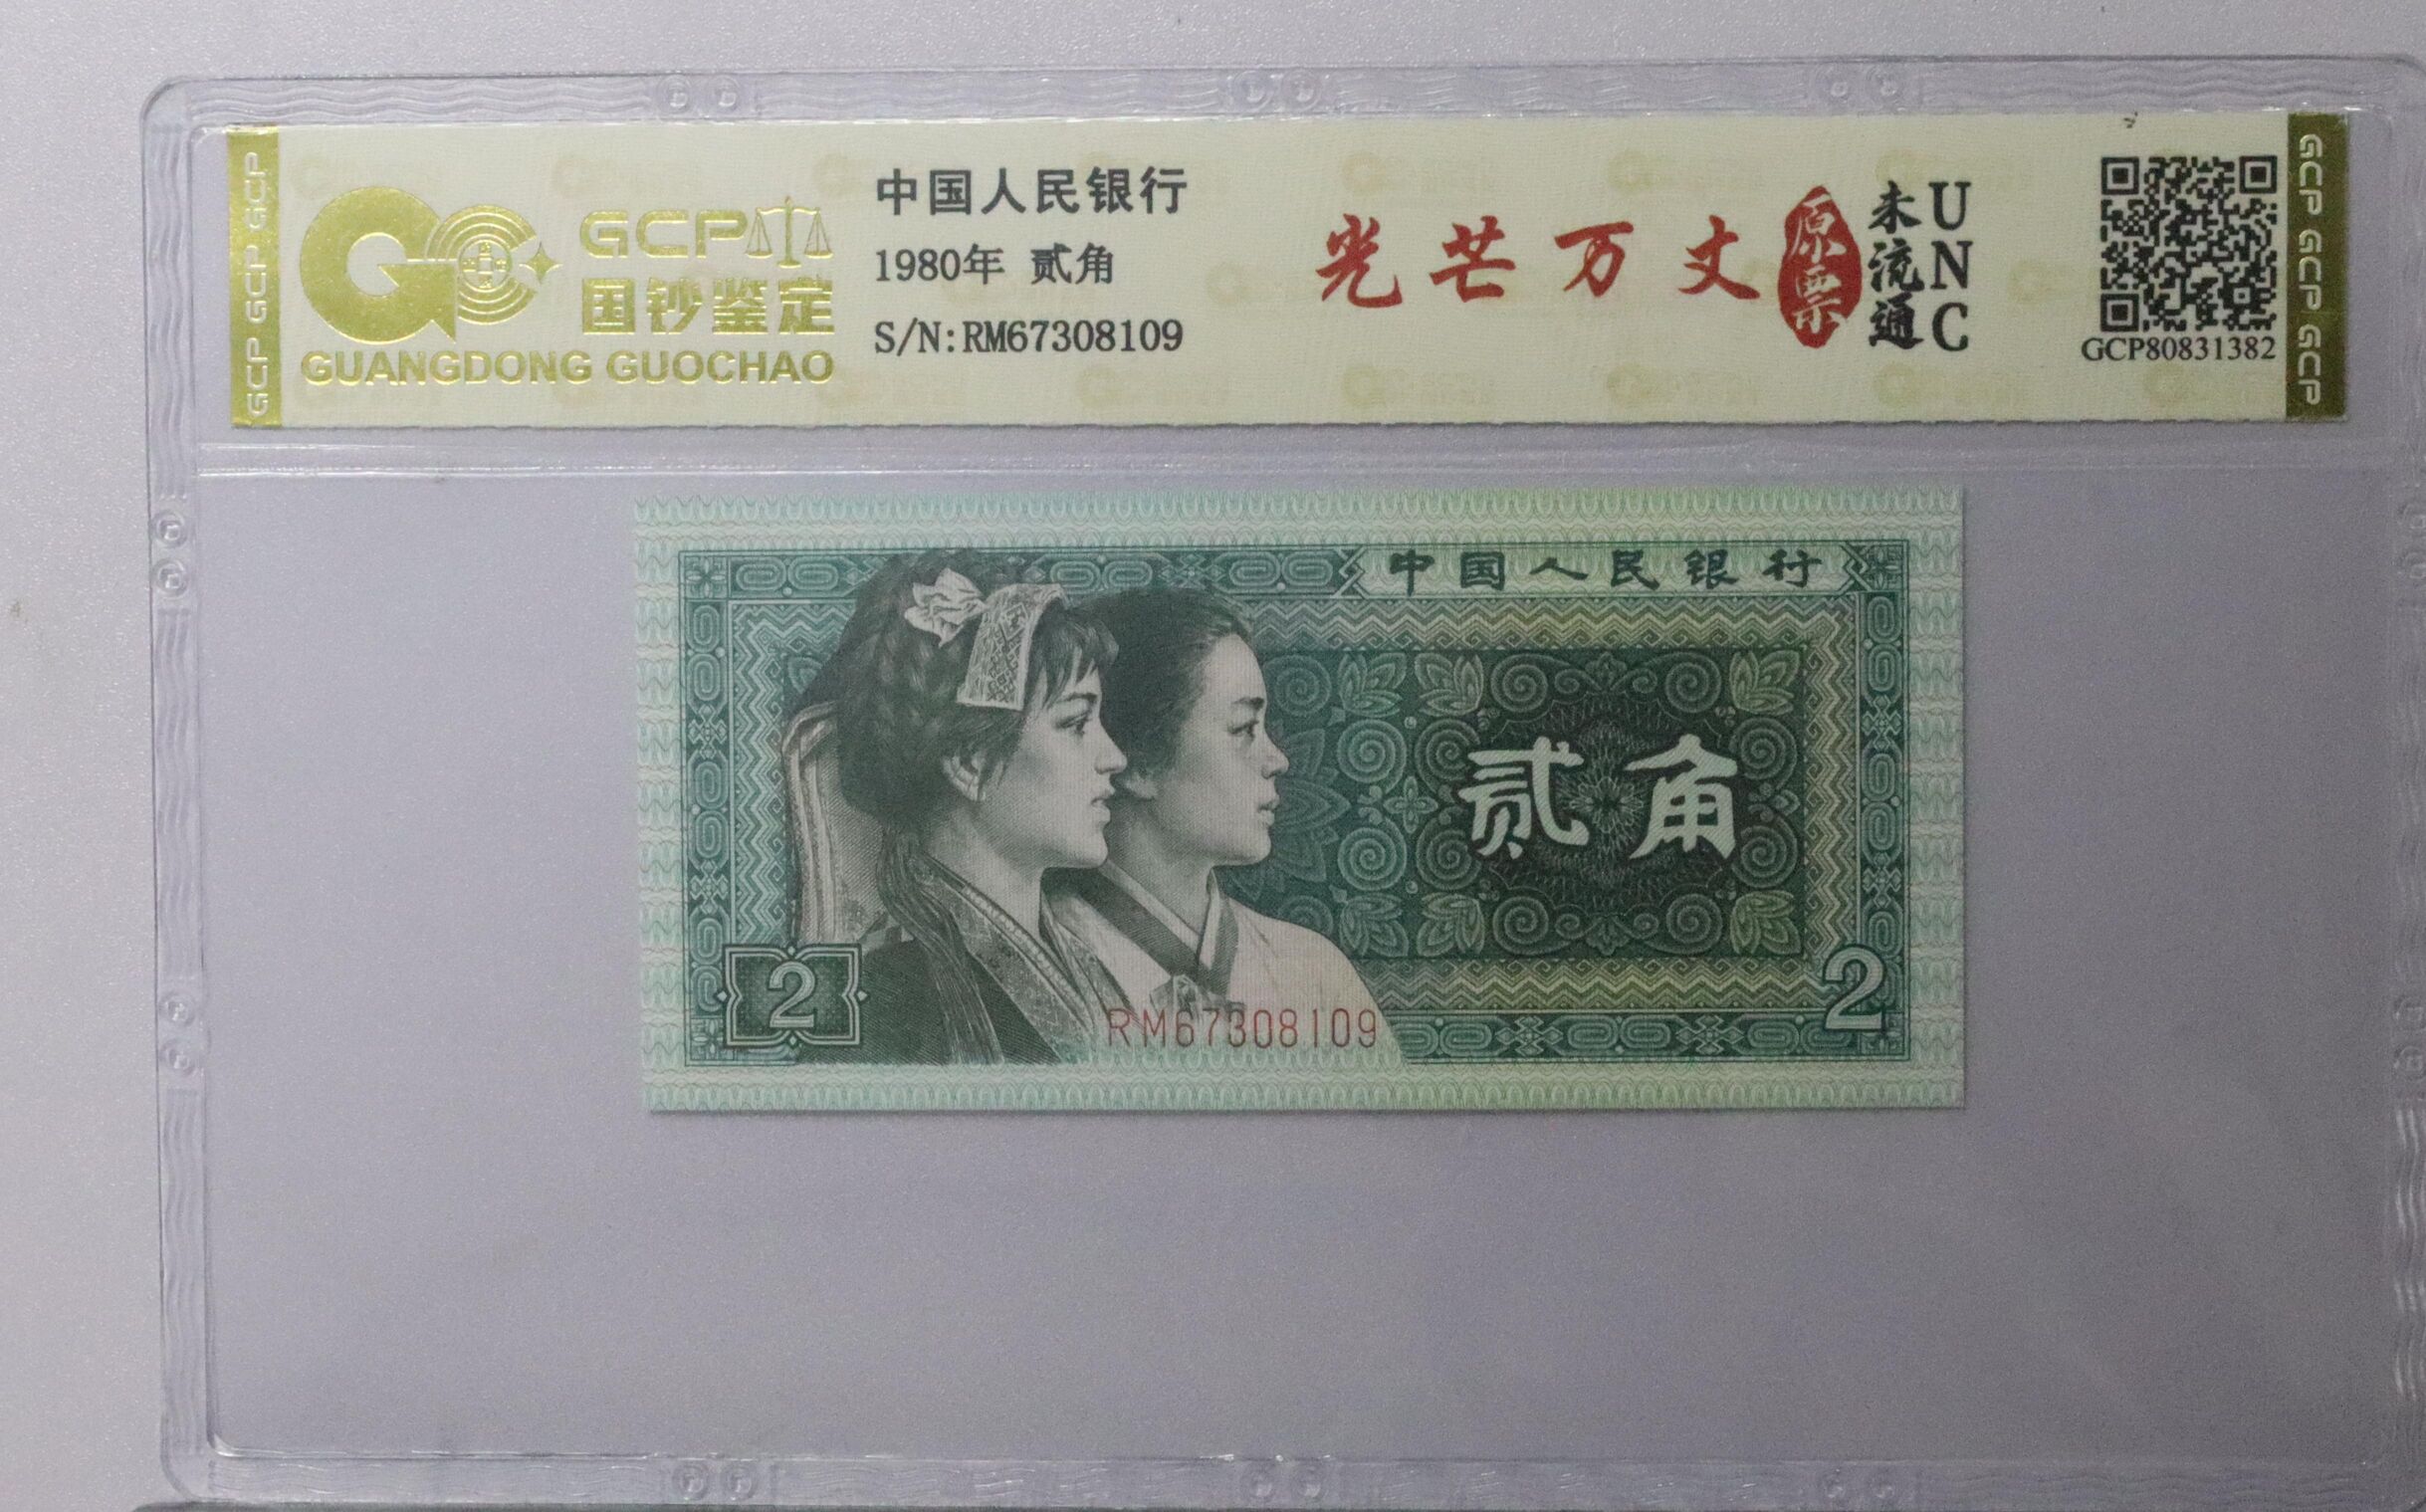 GCP GCP GCP
GCP
国钞鉴定
GUANGDONG GUOCHAO
中国人民银行
1980年 贰角
S/N:RM67308109
光芒万丈
原票
未流通
UNC
GCP80831382
GCP GCP GCP
中国人民银行
贰角
2
2
RM67308109